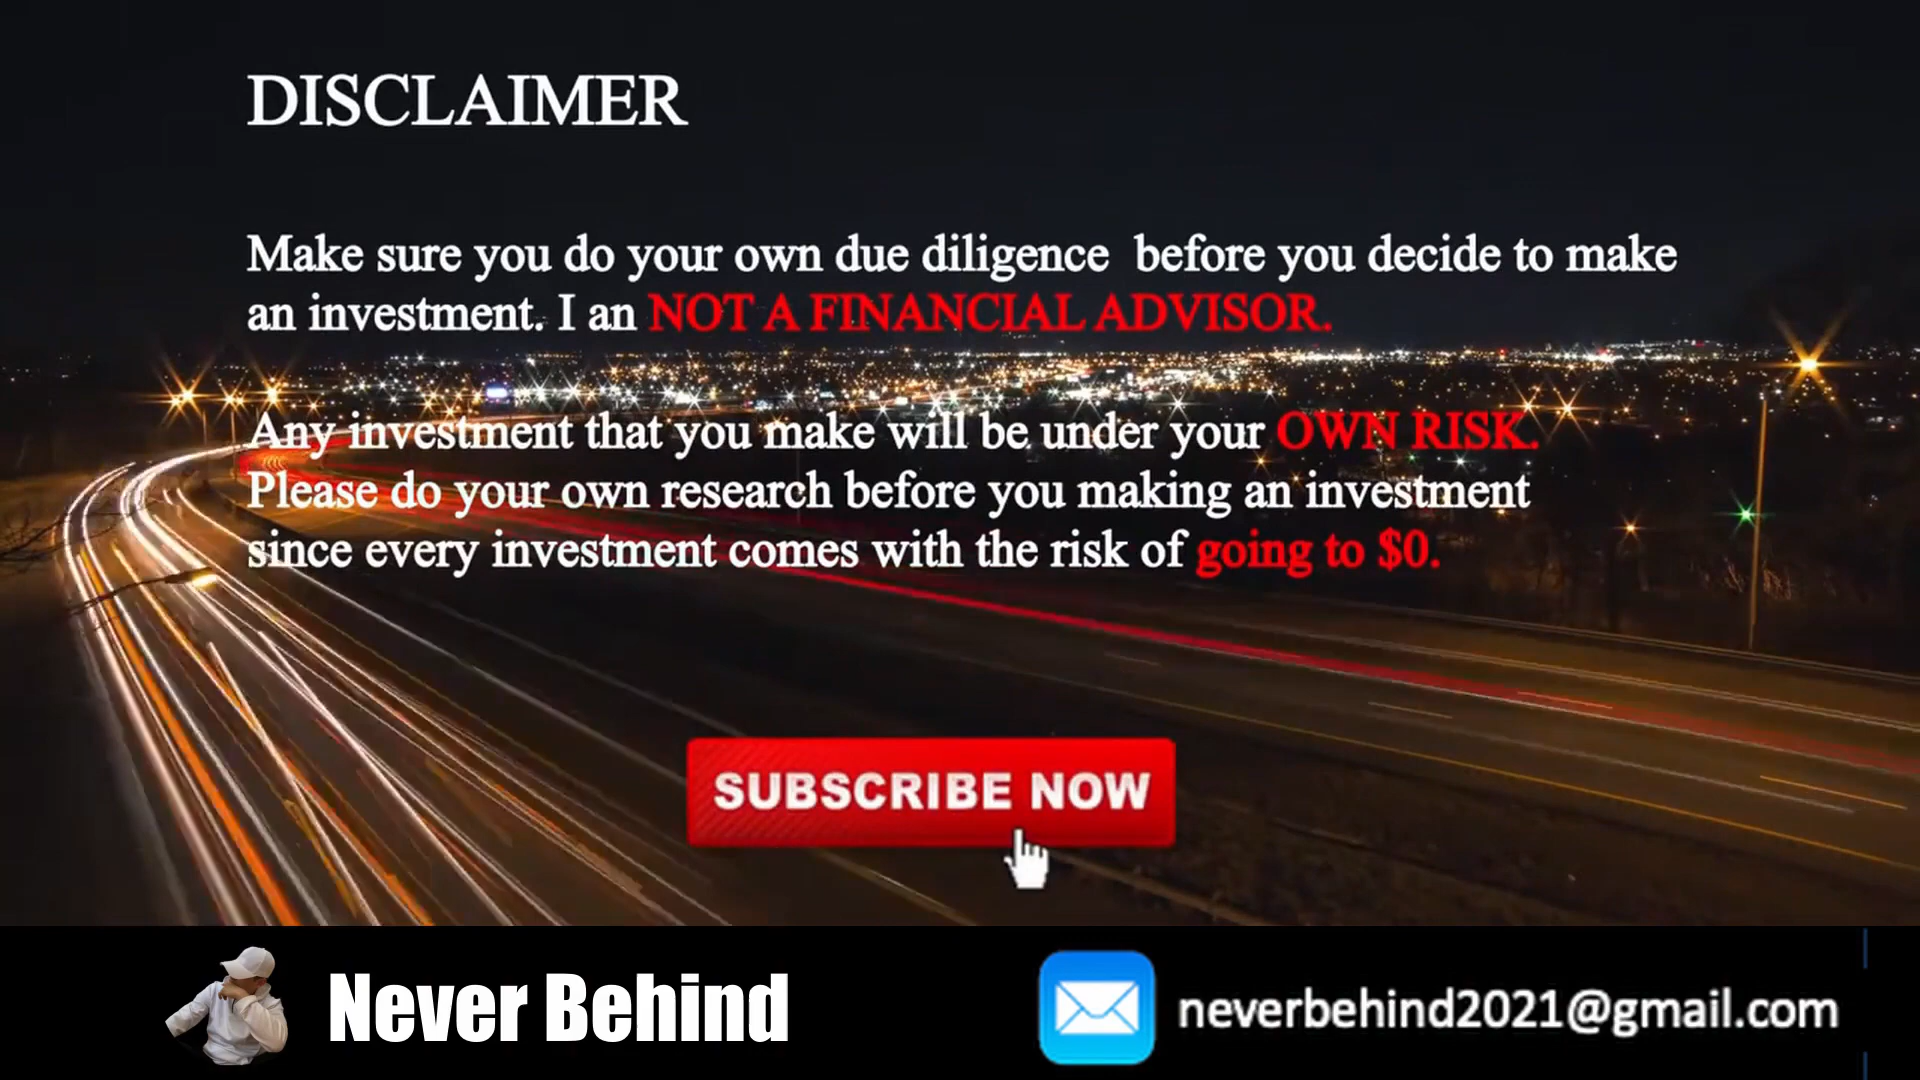 DISCLAIMER
Make sure you do your own due diligence before you decide to make
an investment. I an NOT A FINANCIAL ADVISOR.
Any investment that you make will be under your OWN RISK.
Please do your own research before you making an investment
since every investment comes with the risk of going to $0.
SUBSCRIBE NOW
Never Behind
neverbehind2021@gmail.com